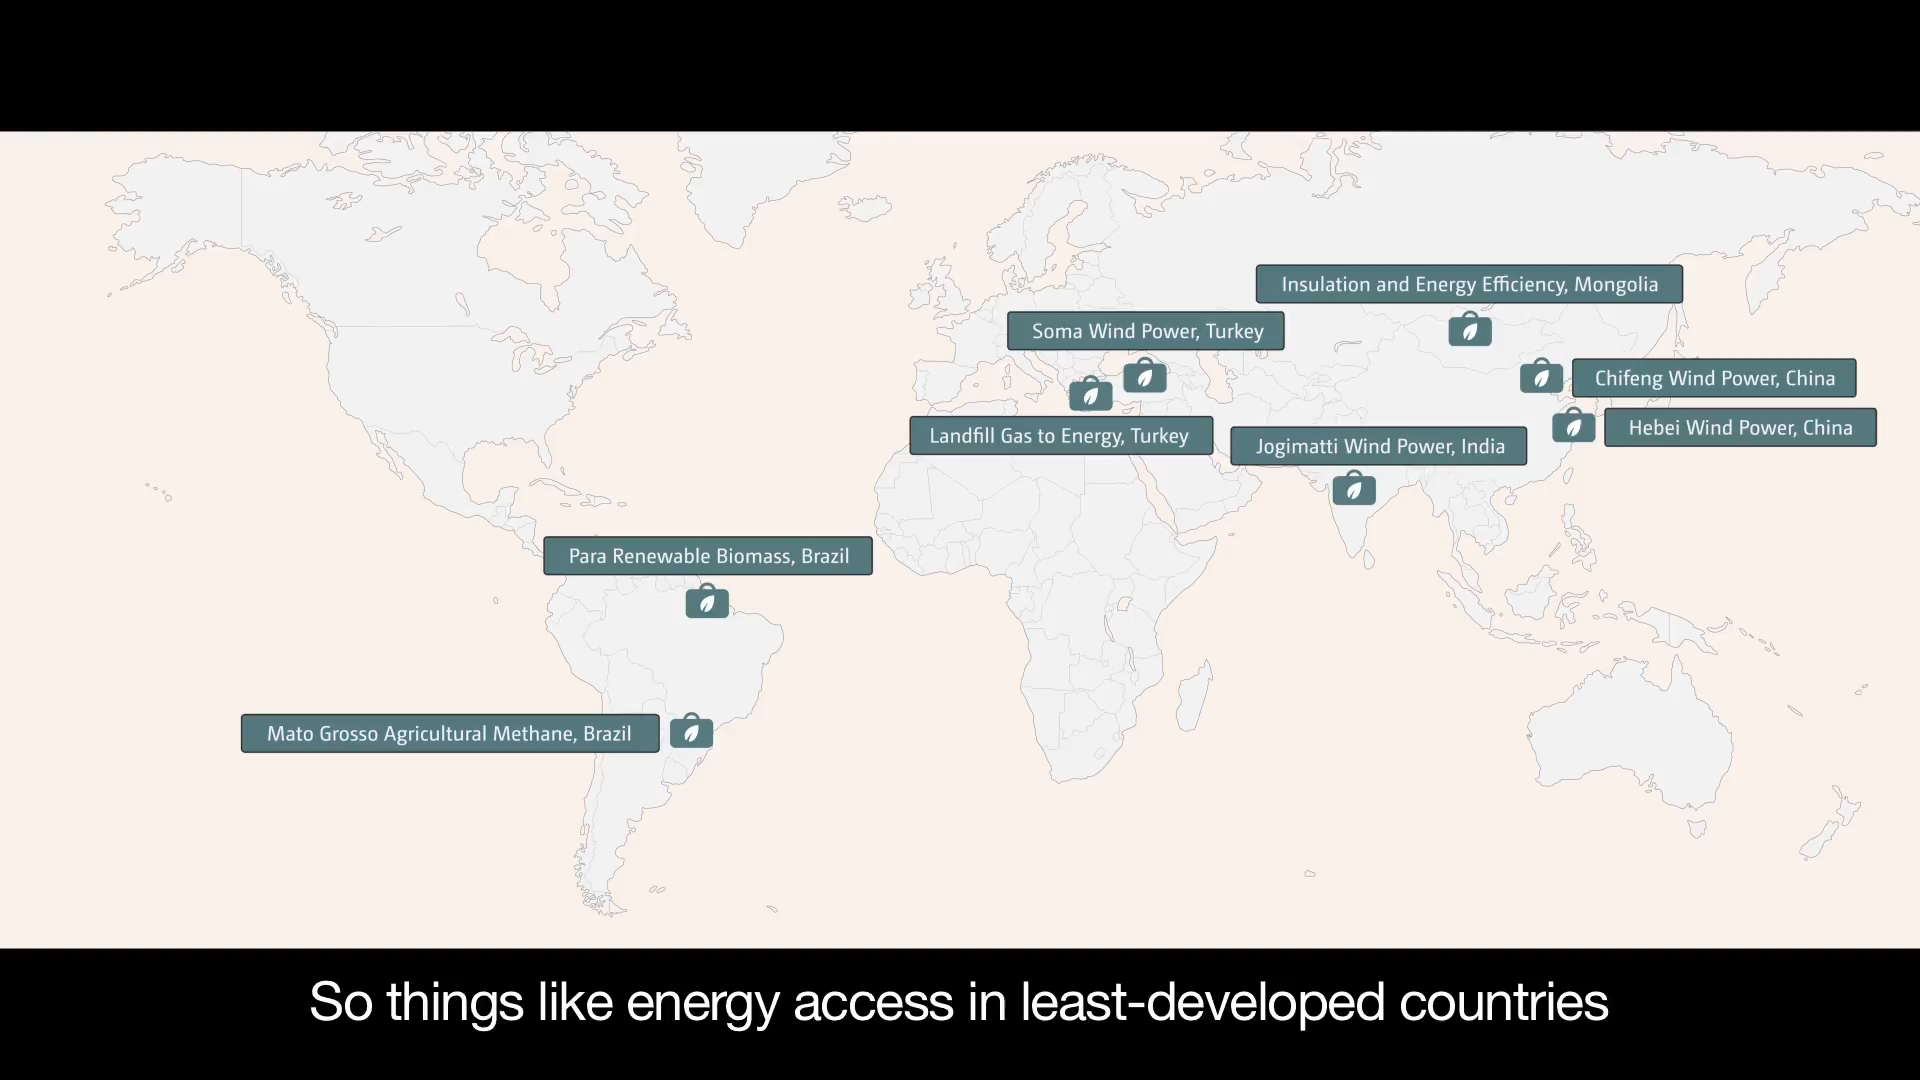 Insulation and Energy Efficiency, Mongolia
Soma Wind Power, Turkey
Chifeng Wind Power, China
Hebei Wind Power, China
Landfill Gas to Energy, Turkey
Jogimatti Wind Power, India
Para Renewable Biomass, Brazil
Mato Grosso Agricultural Methane, Brazil
So things like energy access in least-developed countries